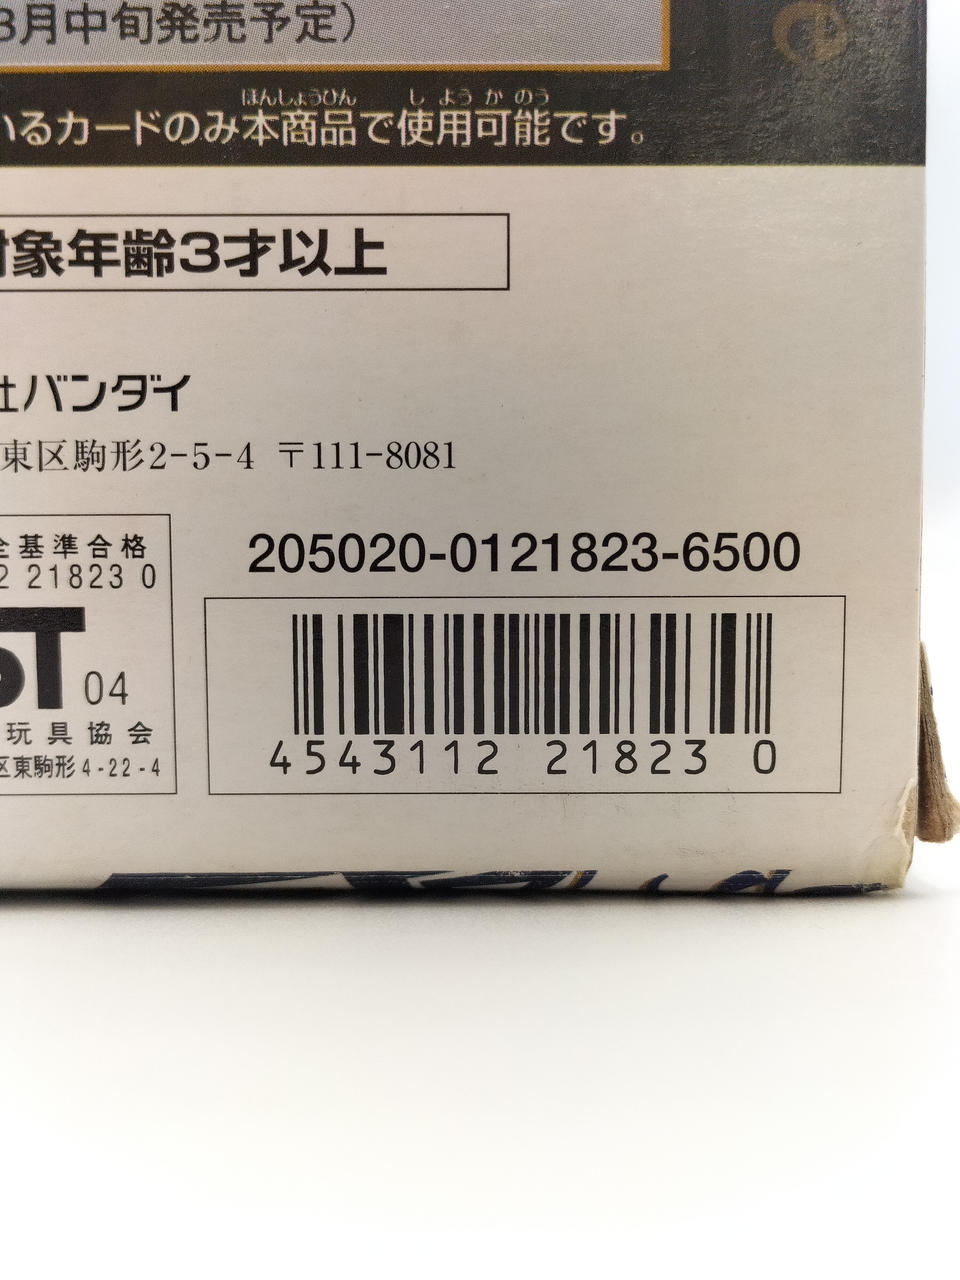 3月中旬発売予定）
いるカードのみ本商品で使用可能です。
ほんしょうひん しようかのう
対象年齢3才以上
社バンダイ
東区駒形2-5-4 〒111-8081
全基準合格
2 21823 0
ST 04
玩具協会
区東駒形4-22-4
205020-0121823-6500
4543112 21823 0